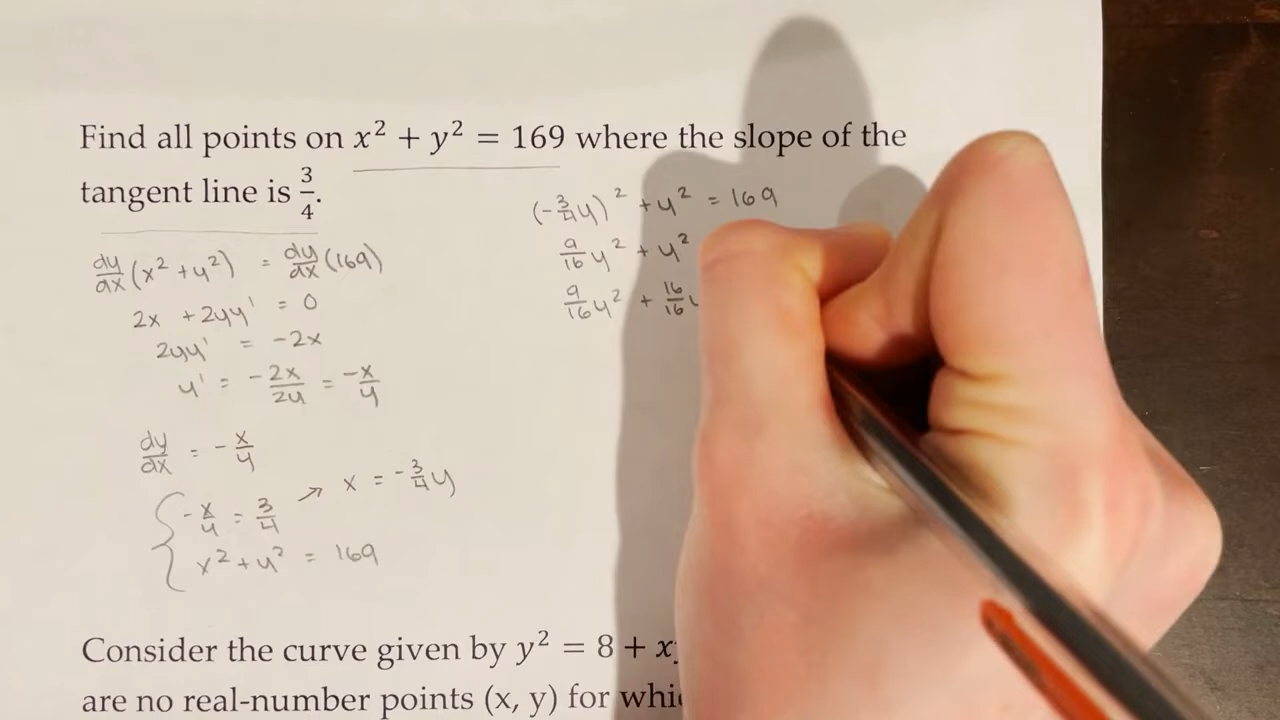 Find all points on x² + y² = 169 where the slope of the
tangent line is 3/4.
dy/dx (x² + y²) = dy/dx (169)
2x + 2yy' = 0
2yy' = -2x
y' = -2x/2y = -x/y
dy/dx = -x/y
-x/y = 3/4 → x = -3/4 y
x² + y² = 169
(-3/4 y)² + y² = 169
9/16 y² + y²
9/16 y² + 16/16
Consider the curve given by y² = 8 + x
are no real-number points (x, y) for